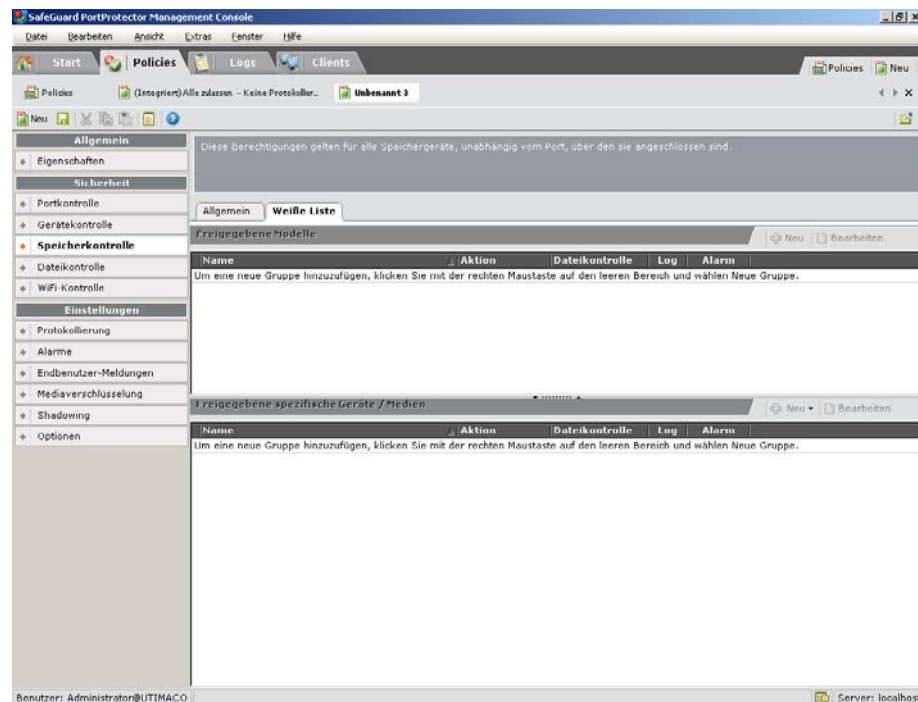 SafeGuard PortProtector Management Console
Datei Bearbeiten Ansicht Extras Fenster Hilfe
Start Policies Logs Clients Policies Neu
Policies (Integriert) Alle zulassen - Keine Protokollier... Unbenannt 3
Neu
Allgemein
Eigenschaften
Sicherheit
Portkontrolle
Gerätekontrolle
Speicherkontrolle
Dateikontrolle
WiFi-Kontrolle
Einstellungen
Protokollierung
Alarme
Endbenutzer-Meldungen
Mediaverschlüsselung
Shadowing
Optionen
Diese Berechtigungen gelten für alle Speichergeräte, unabhängig vom Port, über den sie angeschlossen sind.
Allgemein Weiße Liste
Freigegebene Modelle Neu Bearbeiten
Name Aktion Dateikontrolle Log Alarm
Um eine neue Gruppe hinzuzufügen, klicken Sie mit der rechten Maustaste auf den leeren Bereich und wählen Neue Gruppe.
Freigegebene spezifische Geräte / Medien Neu Bearbeiten
Name Aktion Dateikontrolle Log Alarm
Um eine neue Gruppe hinzuzufügen, klicken Sie mit der rechten Maustaste auf den leeren Bereich und wählen Neue Gruppe.
Benutzer: Administrator@UTIMACO Server: localhost